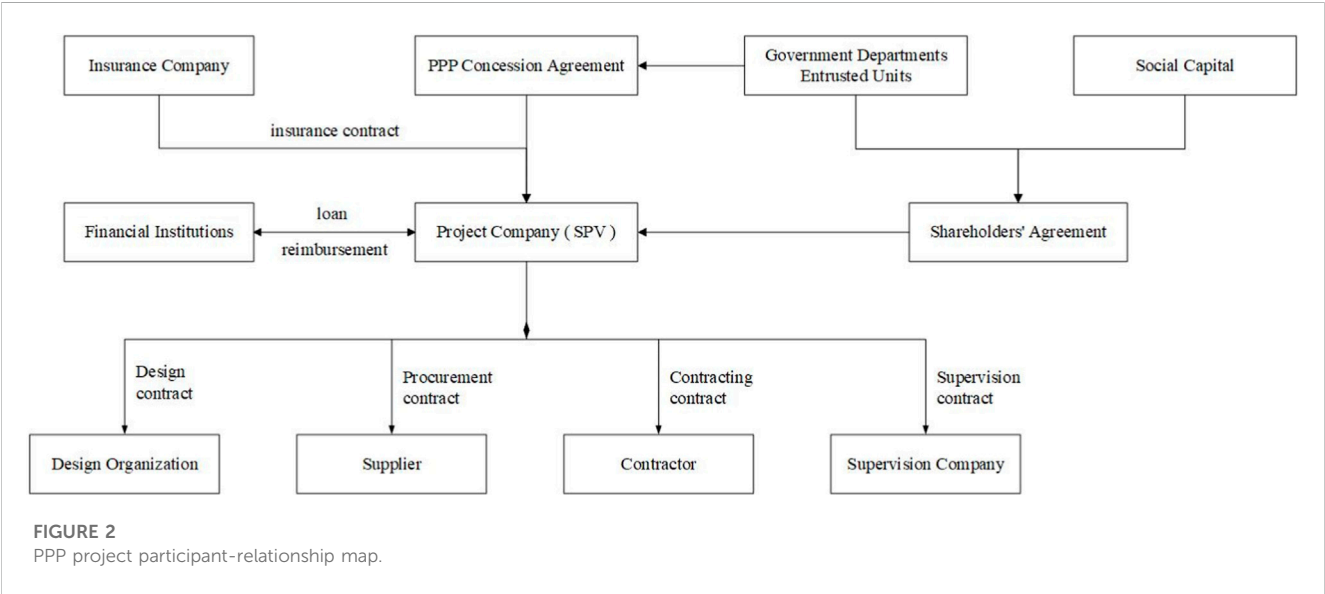 Insurance Company
PPP Concession Agreement
Government Departments
Entrusted Units
Social Capital
insurance contract
Financial Institutions
loan
reimbursement
Project Company ( SPV )
Shareholders' Agreement
Design
contract
Procurement
contract
Contracting
contract
Supervision
contract
Design Organization
Supplier
Contractor
Supervision Company
FIGURE 2
PPP project participant-relationship map.